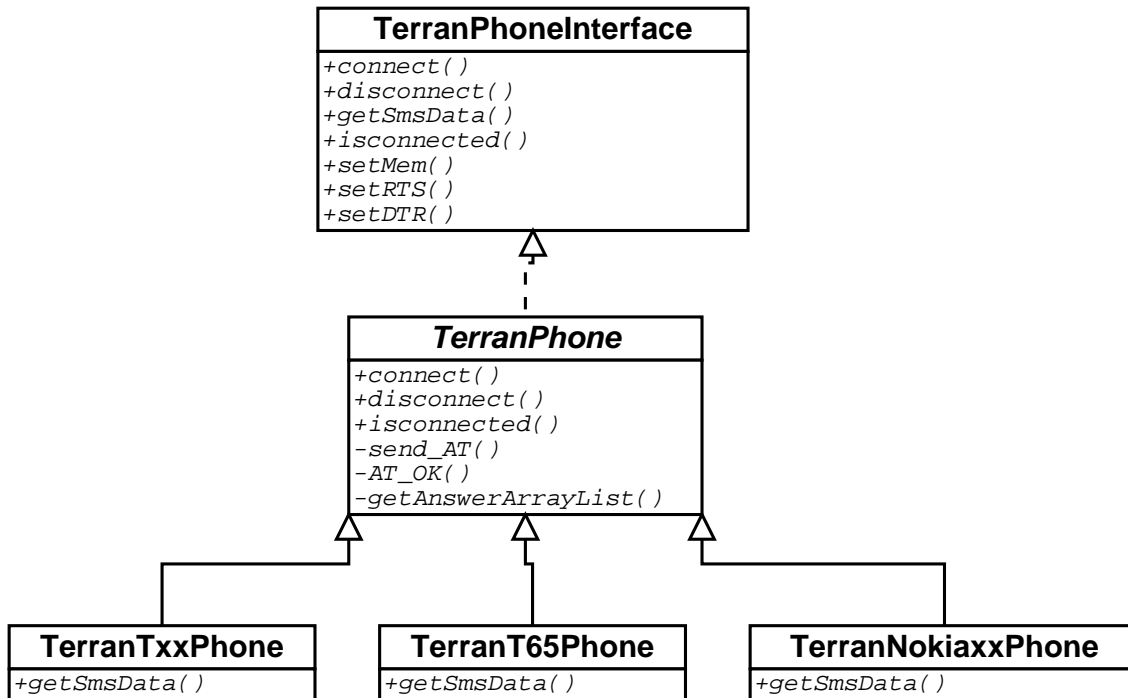 TerranPhoneInterface
+connect()
+disconnect()
+getSmsData()
+isconnected()
+setMem()
+setRTS()
+setDTR()
TerranPhone
+connect()
+disconnect()
+isconnected()
-send_AT()
-AT_OK()
-getAnswerArrayList()
TerranTxxPhone
+getSmsData()
TerranT65Phone
+getSmsData()
TerranNokiaxxPhone
+getSmsData()